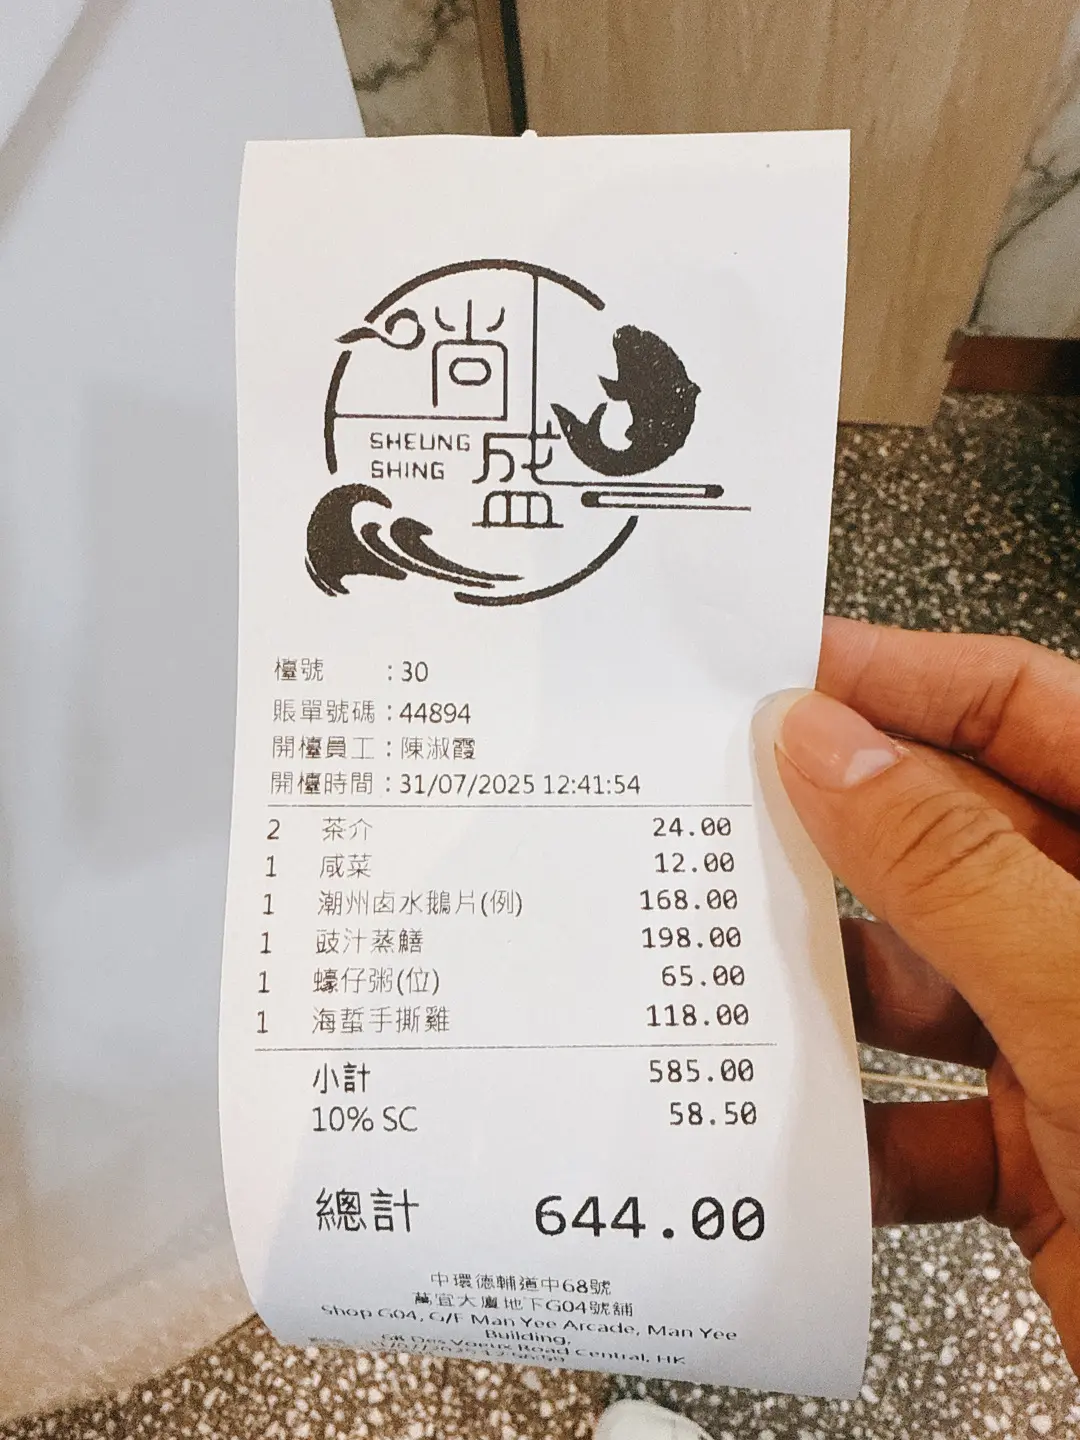 尚
SHEUNG
SHING
盛
檯號 : 30
賬單號碼 : 44894
開檯員工 : 陳淑霞
開檯時間 : 31/07/2025 12:41:54
2 茶介 24.00
1 咸菜 12.00
1 潮州卤水鵝片(例) 168.00
1 豉汁蒸鱔 198.00
1 蠔仔粥(位) 65.00
1 海蜇手撕雞 118.00
小計 585.00
10% SC 58.50
總計 644.00
中環德輔道中68號
萬宜大廈地下G04號舖
Shop G04, G/F Man Yee Arcade, Man Yee
Building,
68 Des Voeux Road Central, HK